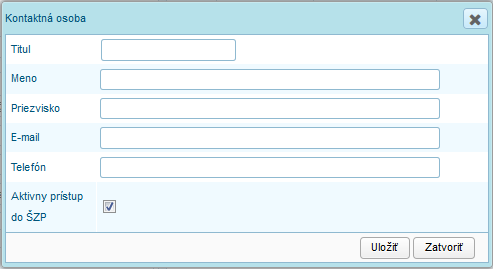 Kontaktná osoba
Titul
Meno
Priezvisko
E-mail
Telefón
Aktívny prístup
do ŠZP
Uložiť Zatvoriť